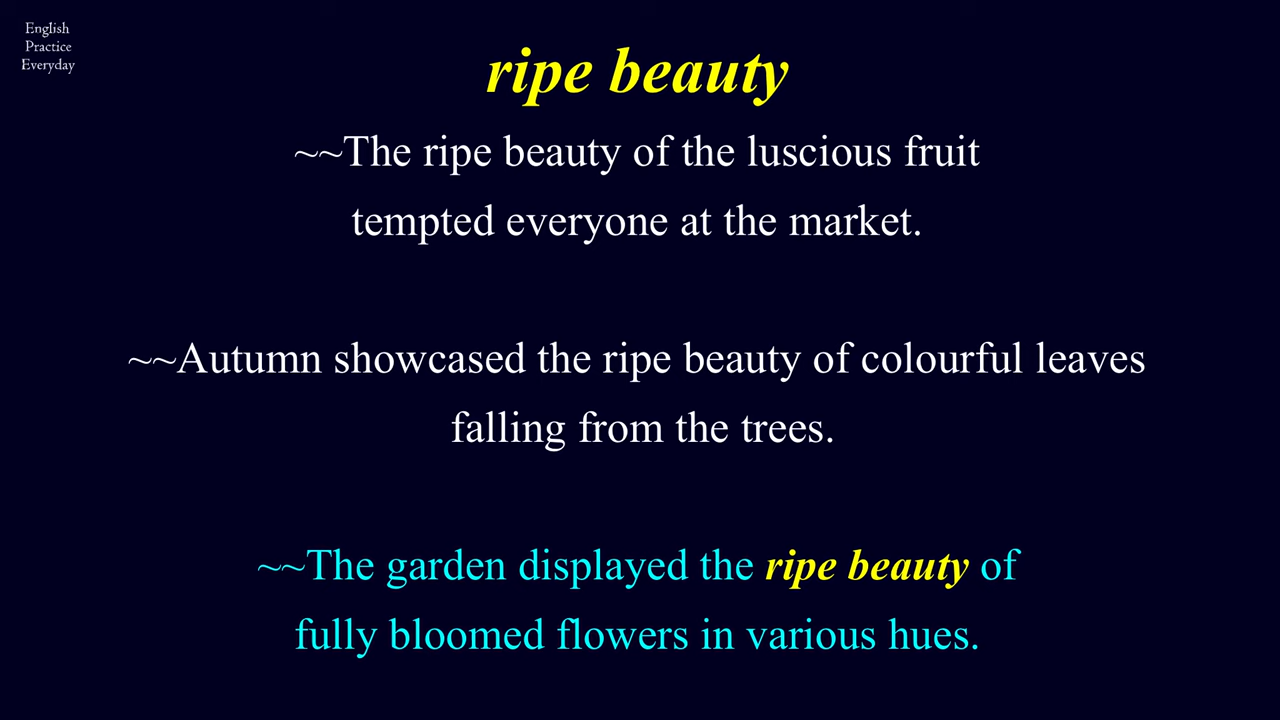 English
Practice
Everyday
ripe beauty
~~The ripe beauty of the luscious fruit
tempted everyone at the market.
~~Autumn showcased the ripe beauty of colourful leaves
falling from the trees.
~~The garden displayed the ripe beauty of
fully bloomed flowers in various hues.